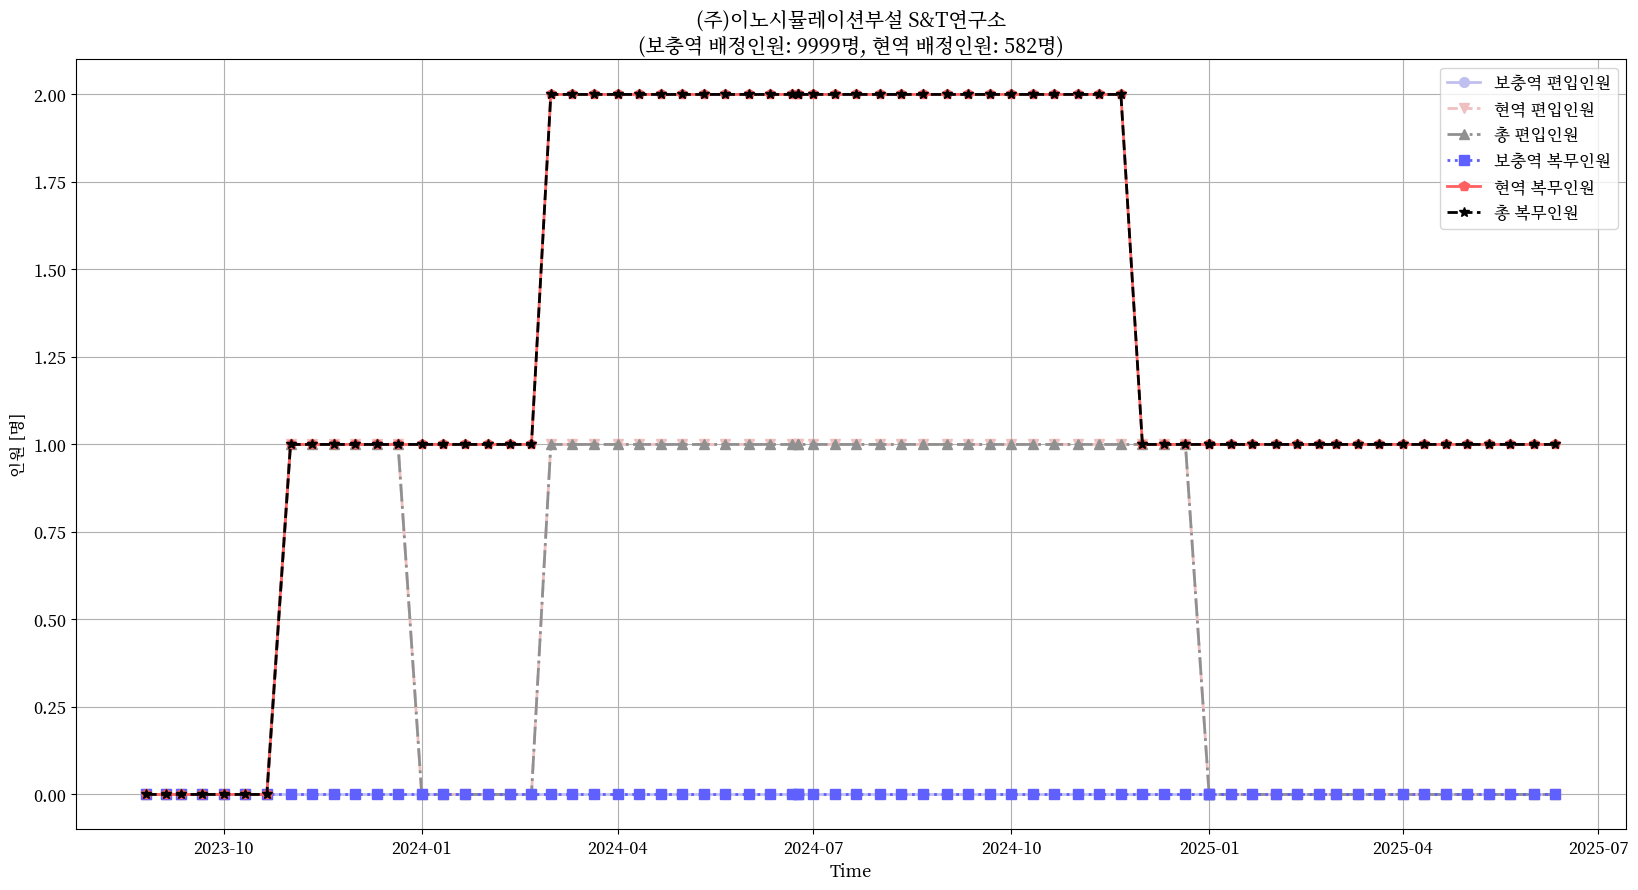 (주)이노시뮬레이션부설 S&T연구소
(보충역 배정인원: 9999명, 현역 배정인원: 582명)
보충역 편입인원
현역 편입인원
총 편입인원
보충역 복무인원
현역 복무인원
총 복무인원
2.00
1.75
1.50
1.25
1.00
0.75
0.50
0.25
0.00
인원 [명]
2023-10
2024-01
2024-04
2024-07
2024-10
2025-01
2025-04
2025-07
Time